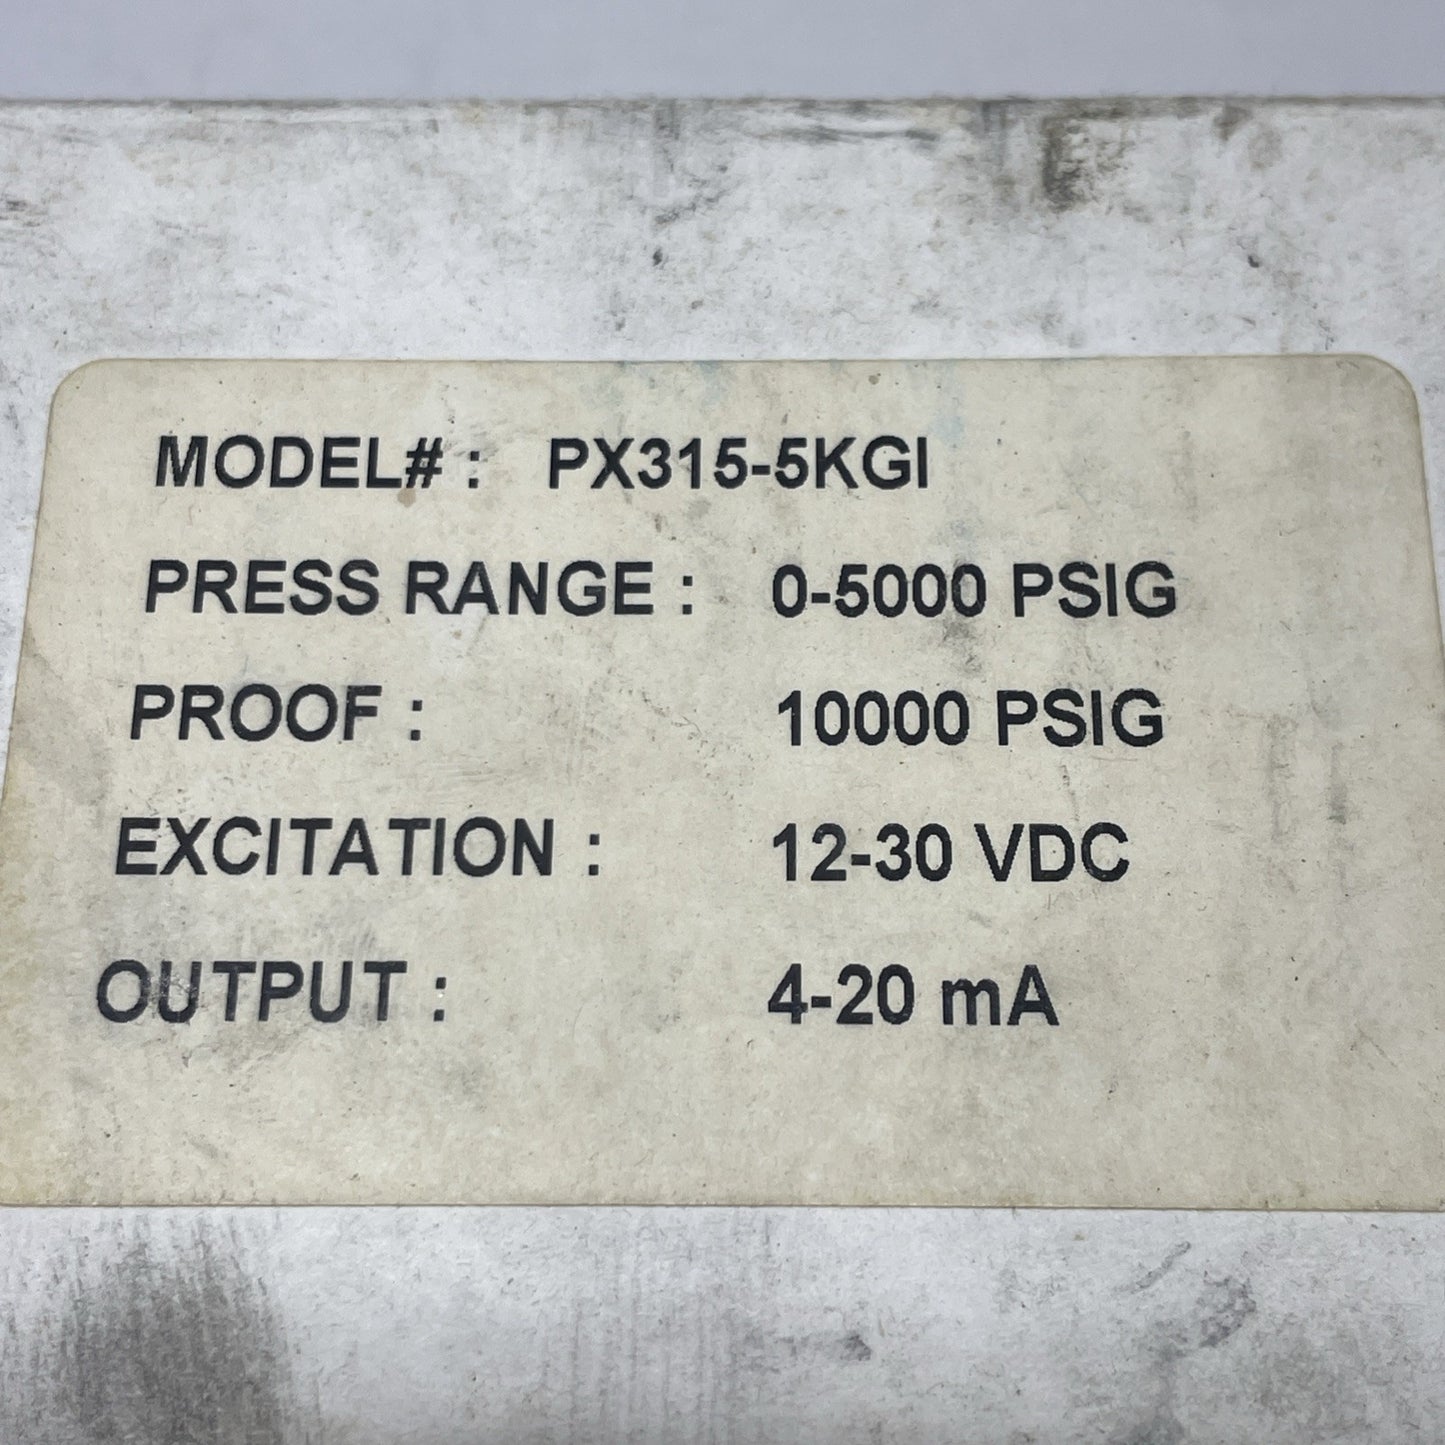 MODEL# : PX315-5KGI
PRESS RANGE : 0-5000 PSIG
PROOF : 10000 PSIG
EXCITATION : 12-30 VDC
OUTPUT : 4-20 mA